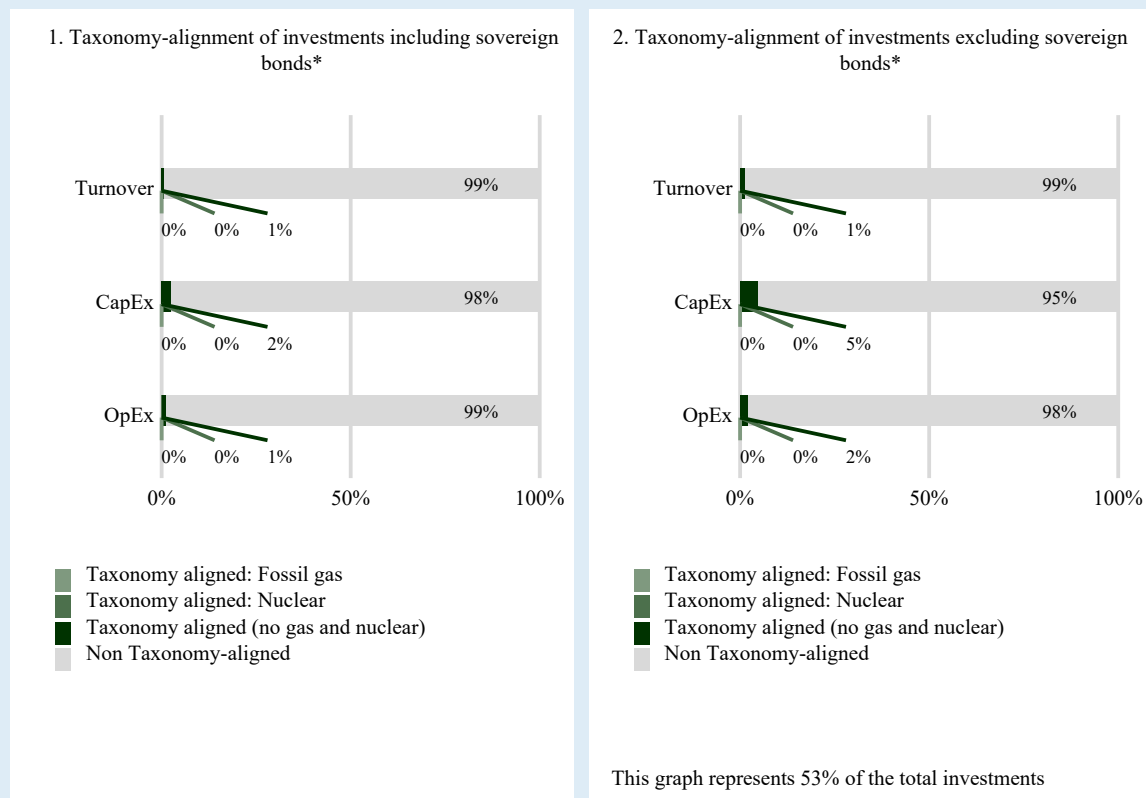 1. Taxonomy-alignment of investments including sovereign
bonds*
Turnover
99%
0% 0% 1%
CapEx
98%
0% 0% 2%
OpEx
99%
0% 0% 1%
0% 50% 100%
Taxonomy aligned: Fossil gas
Taxonomy aligned: Nuclear
Taxonomy aligned (no gas and nuclear)
Non Taxonomy-aligned
2. Taxonomy-alignment of investments excluding sovereign
bonds*
Turnover
99%
0% 0% 1%
CapEx
95%
0% 0% 5%
OpEx
98%
0% 0% 2%
0% 50% 100%
Taxonomy aligned: Fossil gas
Taxonomy aligned: Nuclear
Taxonomy aligned (no gas and nuclear)
Non Taxonomy-aligned
This graph represents 53% of the total investments